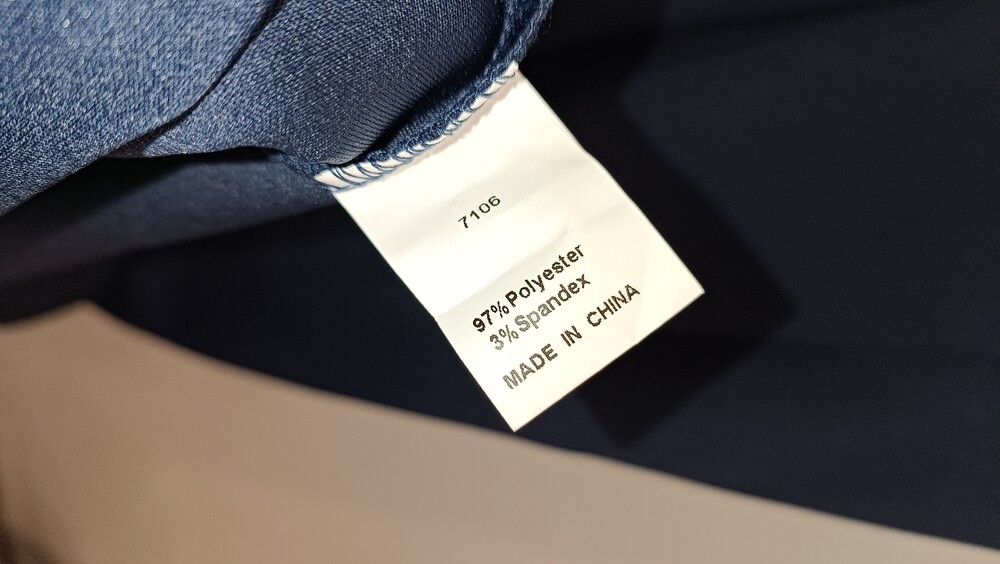 7106
97%Polyester
3%Spandex
MADE IN CHINA